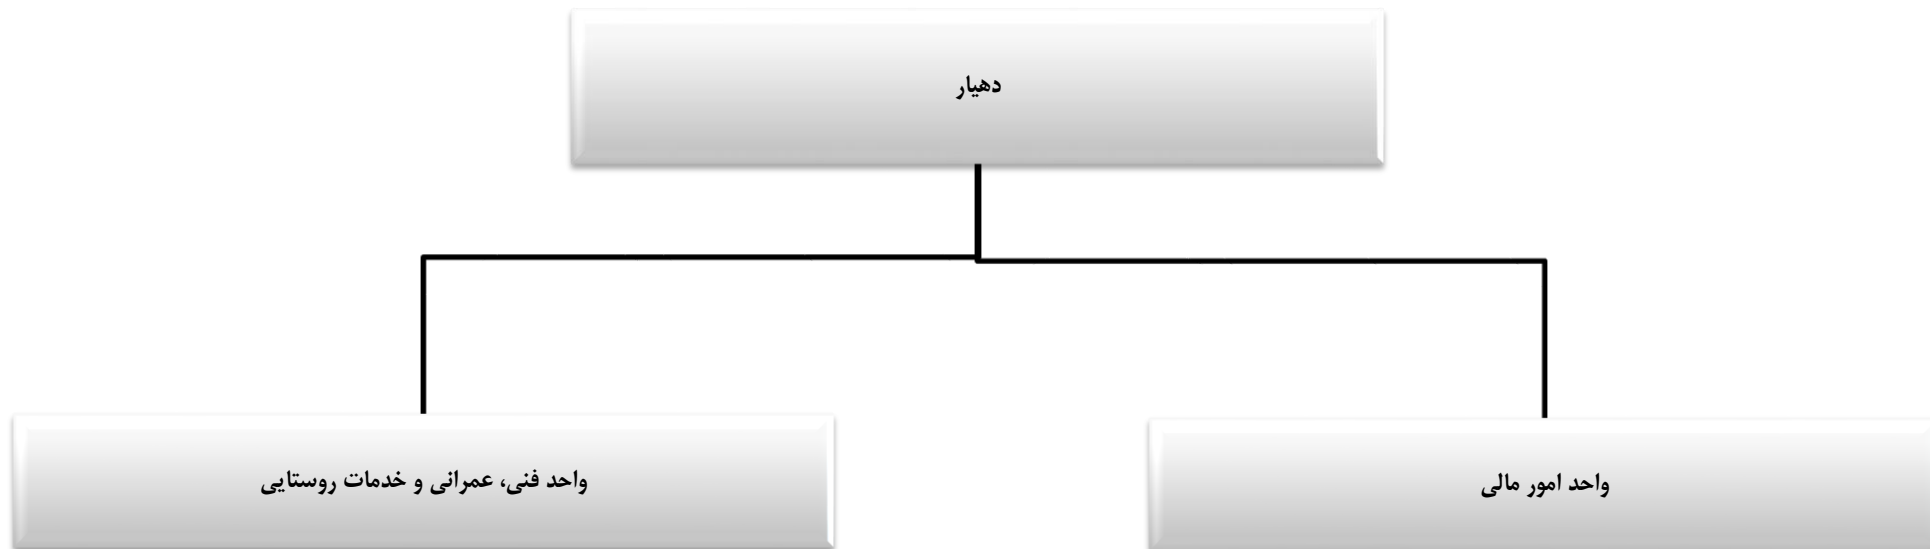 دهیار
واحد امور مالی
واحد فنی، عمرانی و خدمات روستایی